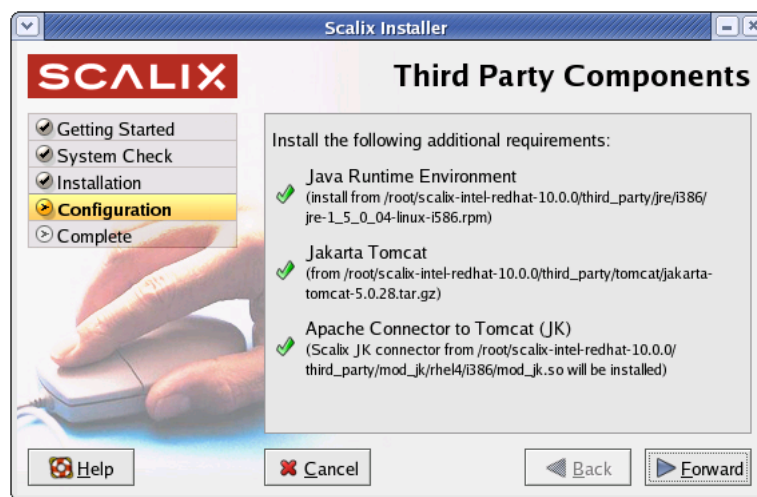 Scalix Installer
SCALIX
Third Party Components
Getting Started
System Check
Installation
Configuration
Complete
Install the following additional requirements:
Java Runtime Environment
(install from /root/scalix-intel-redhat-10.0.0/third_party/jre/i386/
jre-1_5_0_04-linux-i586.rpm)
Jakarta Tomcat
(from /root/scalix-intel-redhat-10.0.0/third_party/tomcat/jakarta-
tomcat-5.0.28.tar.gz)
Apache Connector to Tomcat (JK)
(Scalix JK connector from /root/scalix-intel-redhat-10.0.0/
third_party/mod_jk/rhel4/i386/mod_jk.so will be installed)
Help
Cancel
Back
Forward